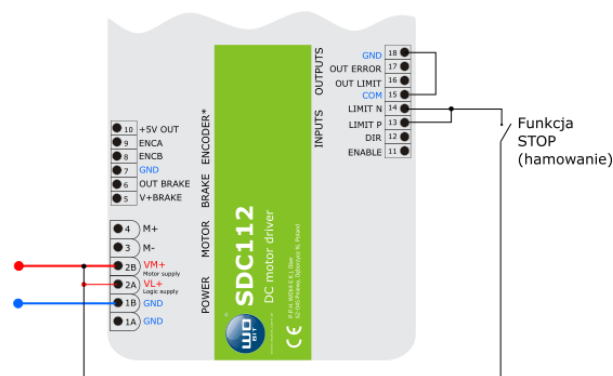 10 +5V OUT
9 ENCA
8 ENCB
7 GND
6 OUT BRAKE
5 V+BRAKE
4 M+
3 M-
2B VM+
Motor supply
2A VL+
Logic supply
1B GND
1A GND
ENCODER*
BRAKE
MOTOR
POWER
SDC112
DC motor driver
WO
BIT
CE
OUTPUTS
INPUTS
GND 18
OUT ERROR 17
OUT LIMIT 16
COM 15
LIMIT N 14
LIMIT P 13
DIR 12
ENABLE 11
Funkcja
STOP
(hamowanie)